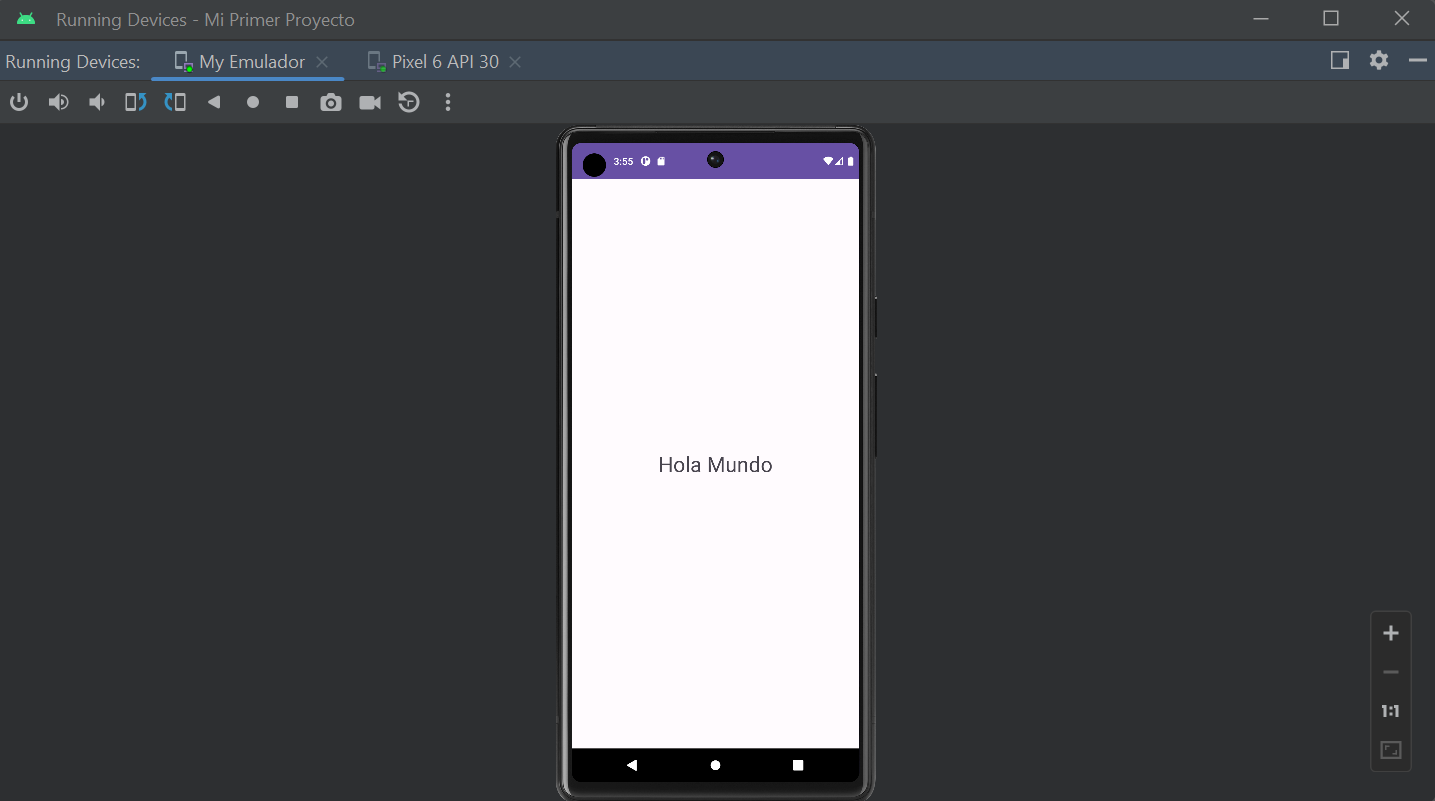 Running Devices - Mi Primer Proyecto
Running Devices: My Emulador Pixel 6 API 30
3:55
Hola Mundo
1:1